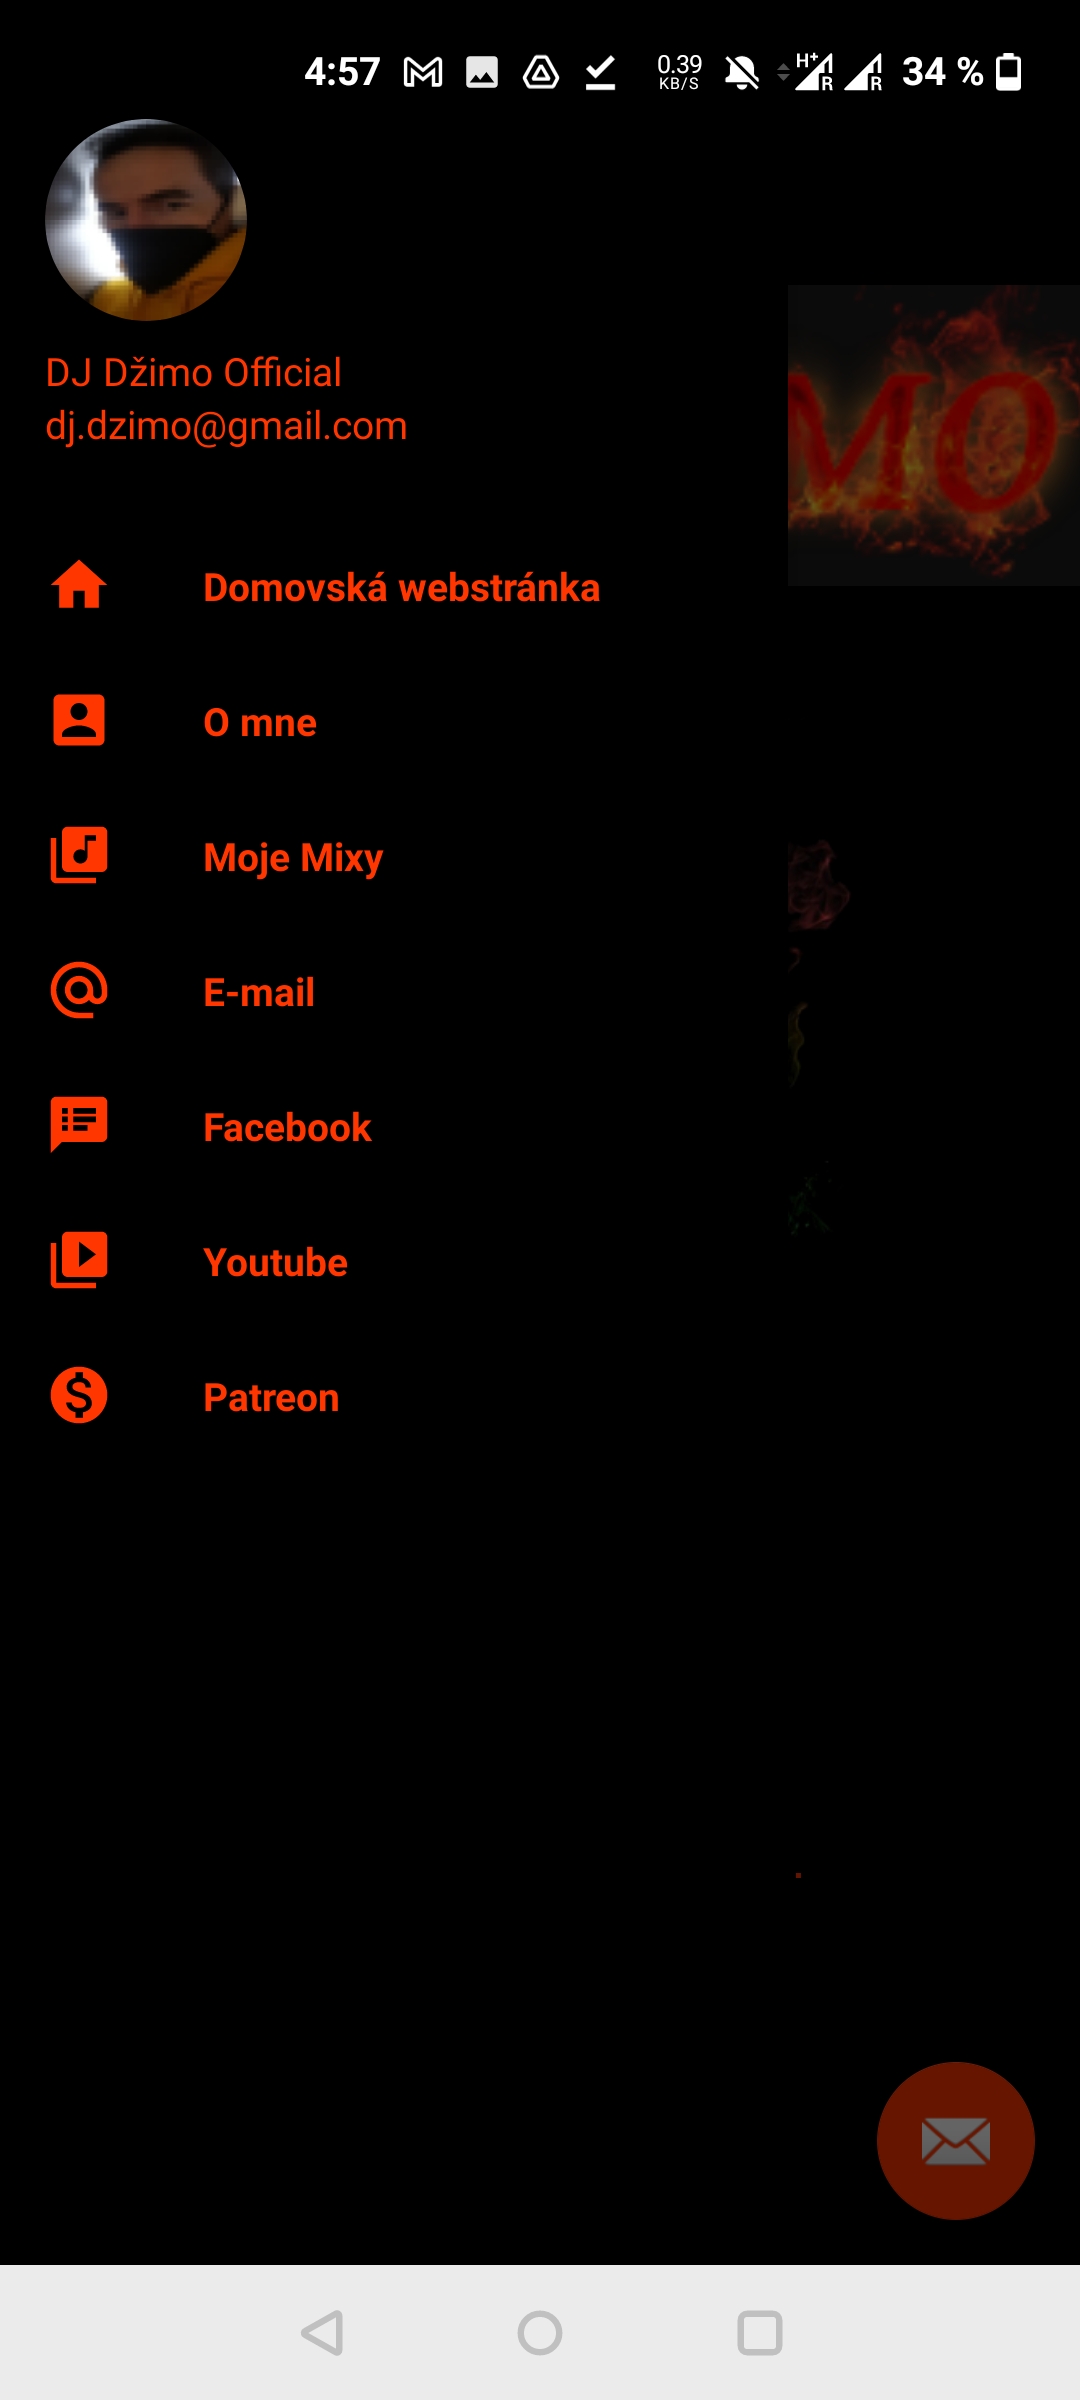 4:57 0.39 KB/S H+ R R 34 %
DJ Džimo Official
dj.dzimo@gmail.com
MO
Domovská webstránka
O mne
Moje Mixy
E-mail
Facebook
Youtube
Patreon